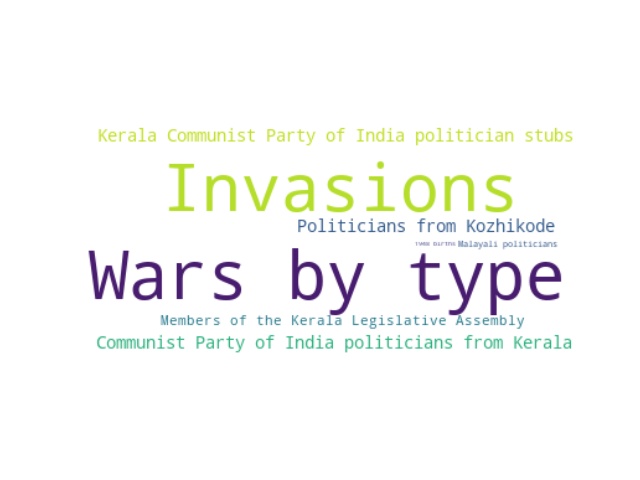 Kerala Communist Party of India politician stubs
Invasions
Politicians from Kozhikode
Malayali politicians
Wars by type
Members of the Kerala Legislative Assembly
Communist Party of India politicians from Kerala